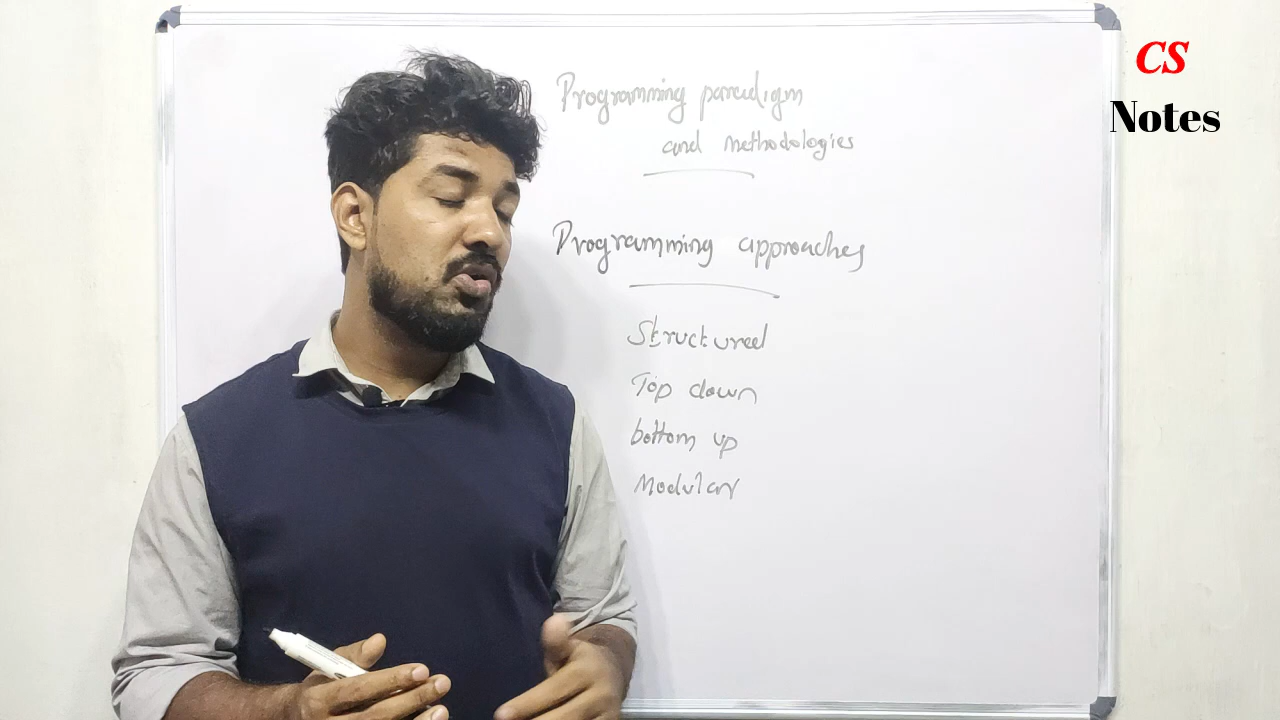 Programming paradigm
and methodologies
Programming approaches
Structured
Top down
bottom up
Modular
CS
Notes